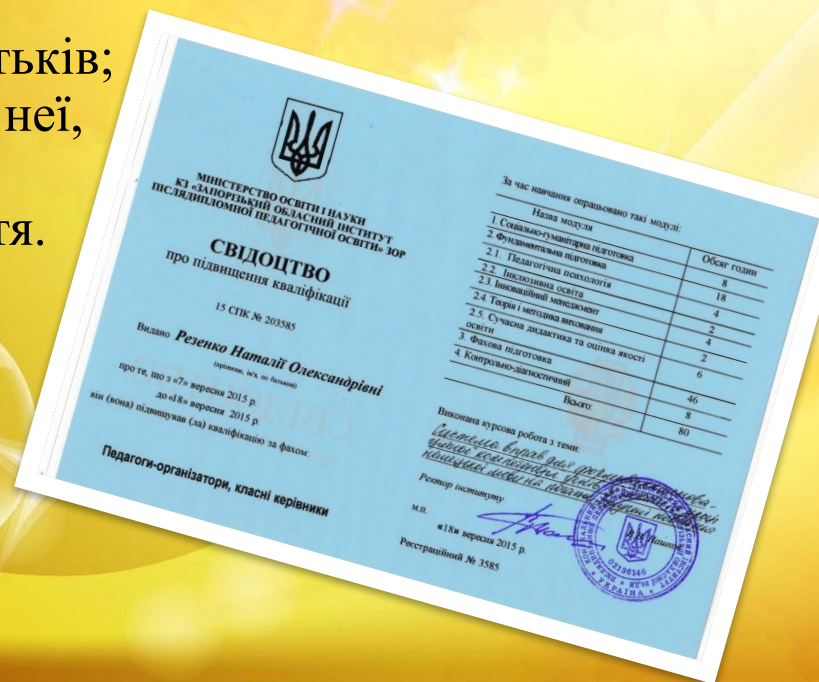 тьків;
неї,
тя.
МІНІСТЕРСТВО ОСВІТИ І НАУКИ
КЗ «ЗАПОРІЗЬКИЙ ОБЛАСНИЙ ІНСТИТУТ
ПІСЛЯДИПЛОМНОЇ ПЕДАГОГІЧНОЇ ОСВІТИ» ЗОР
СВІДОЦТВО
про підвищення кваліфікації
15 СПК № 203585
Видано Резенко Наталії Олександрівні
(прізвище, ім'я, по батькові)
про те, що з «7» вересня 2015 р.
до «18» вересня 2015 р.
він (вона) підвищував (ла) кваліфікацію за фахом:
Педагоги-організатори, класні керівники
За час навчання опрацьовано такі модулі:
Назва модуля Обсяг годин
1. Соціально-гуманітарна підготовка 8
2. Фундаментальна підготовка 18
2.1. Педагогічна психологія 4
2.2. Інклюзивна освіта 2
2.3. Інноваційний менеджмент 4
2.4. Теорія і методика виховання 2
2.5. Сучасна дидактика та оцінка якості
освіти 6
3. Фахова підготовка 46
4. Контрольно-діагностичний 8
Всього: 80
Виконана курсова робота з теми:
Система вправ для
Ректор інституту
м.п.
«18» вересня 2015 р.
Реєстраційний № 3585
02136146
УКРАЇНА